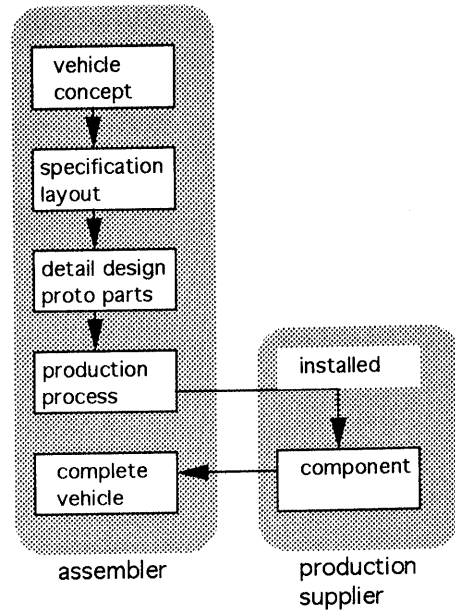 vehicle
concept
specification
layout
detail design
proto parts
production
process
complete
vehicle
assembler
installed
component
production
supplier